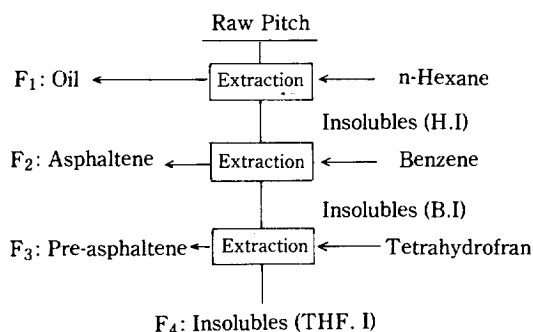 Raw Pitch
F₁: Oil Extraction n-Hexane
Insolubles (H.I)
F₂: Asphaltene Extraction Benzene
Insolubles (B.I)
F₃: Pre-asphaltene Extraction Tetrahydrofran
F₄: Insolubles (THF. I)